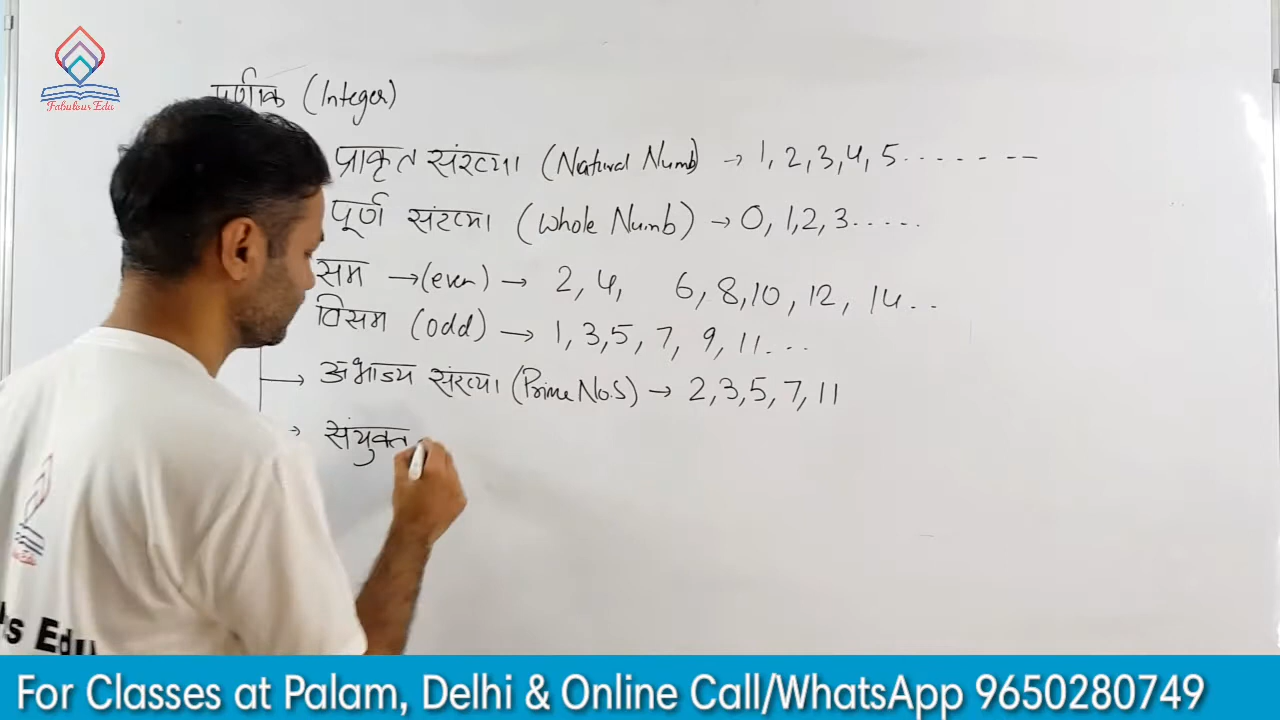 Fabulous Edu
पूर्णांक (Integer)
प्राकृत संख्या (Natural Numb) → 1, 2, 3, 4, 5.......--
पूर्ण संख्या (Whole Numb) → 0, 1, 2, 3.....
सम →(even) → 2, 4, 6, 8, 10, 12, 14..
विसम (odd) → 1, 3, 5, 7, 9, 11...
अभाज्य संख्या (Prime No.S) → 2, 3, 5, 7, 11
संयुक्त
For Classes at Palam, Delhi & Online Call/WhatsApp 9650280749